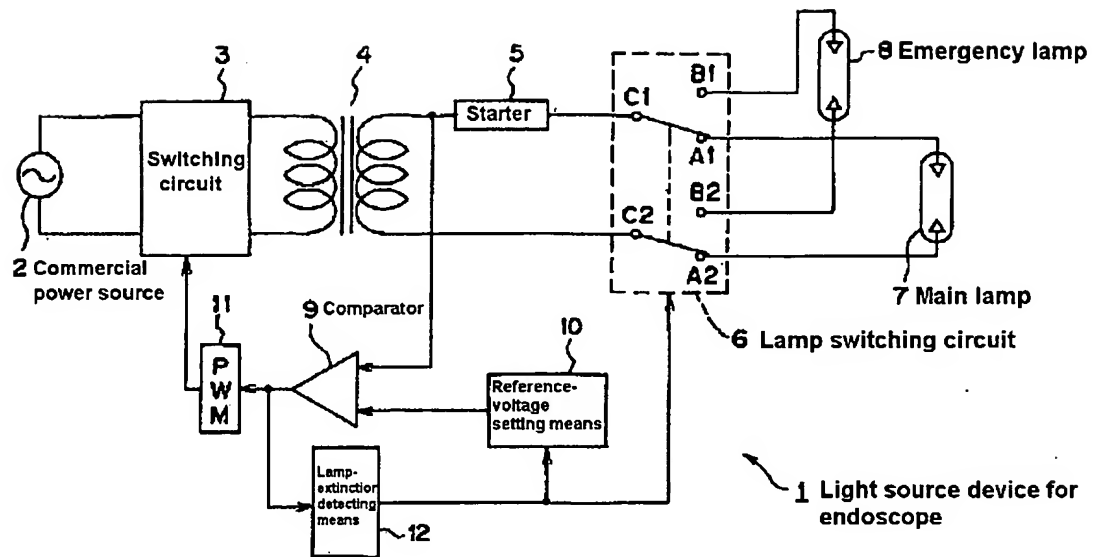 3
4
5
Starter
B1
8 Emergency lamp
C1
A1
Switching
circuit
B2
C2
A2
2 Commercial
power source
7 Main lamp
11
9 Comparator
10
6 Lamp switching circuit
P
W
M
Reference-
voltage
setting means
Lamp-
extinction
detecting
means
12
1 Light source device for
endoscope